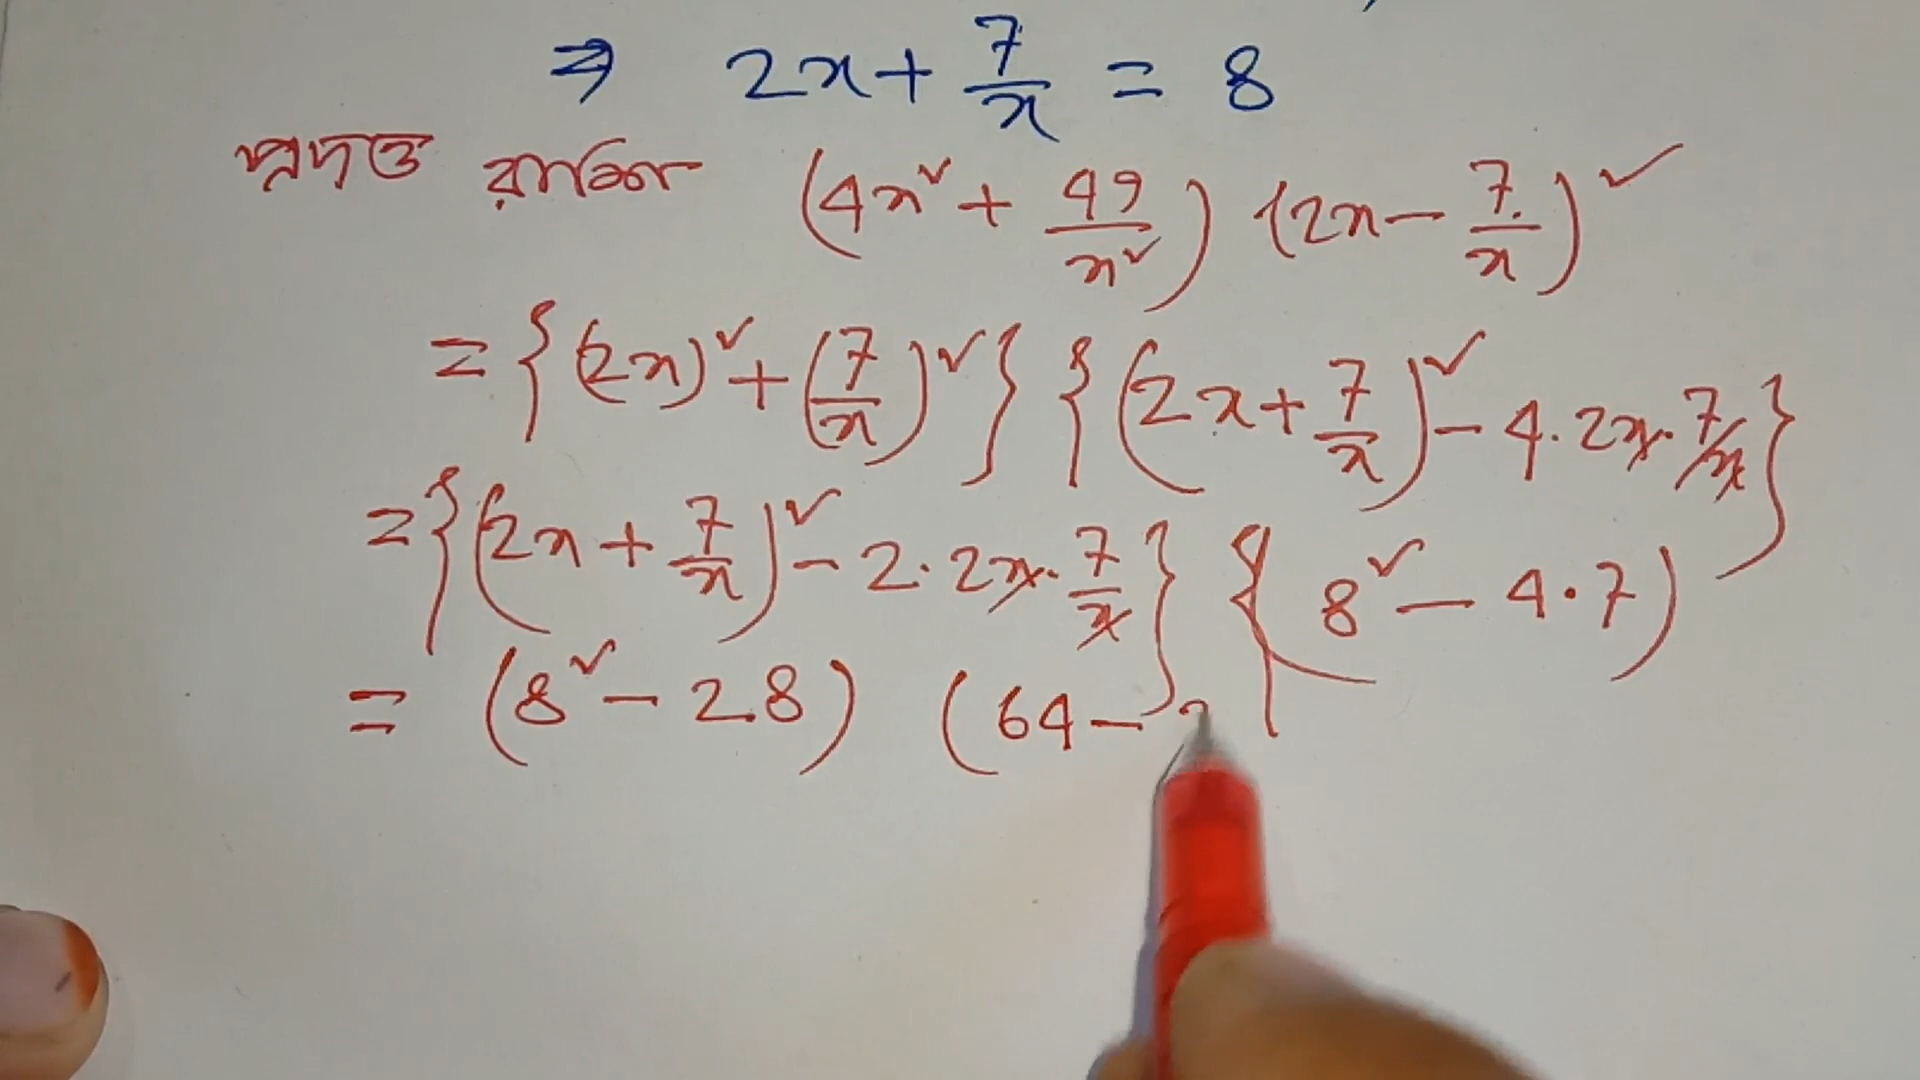 ⇒ 2x + 7/x = 8
প্রদত্ত রাশি (4x² + 49/x²) (2x - 7/x)²
= {(2x)² + (7/x)²} {(2x + 7/x)² - 4·2x·7/x}
= {(2x + 7/x)² - 2·2x·7/x} {(8² - 4·7)
= (8² - 28) (64 -